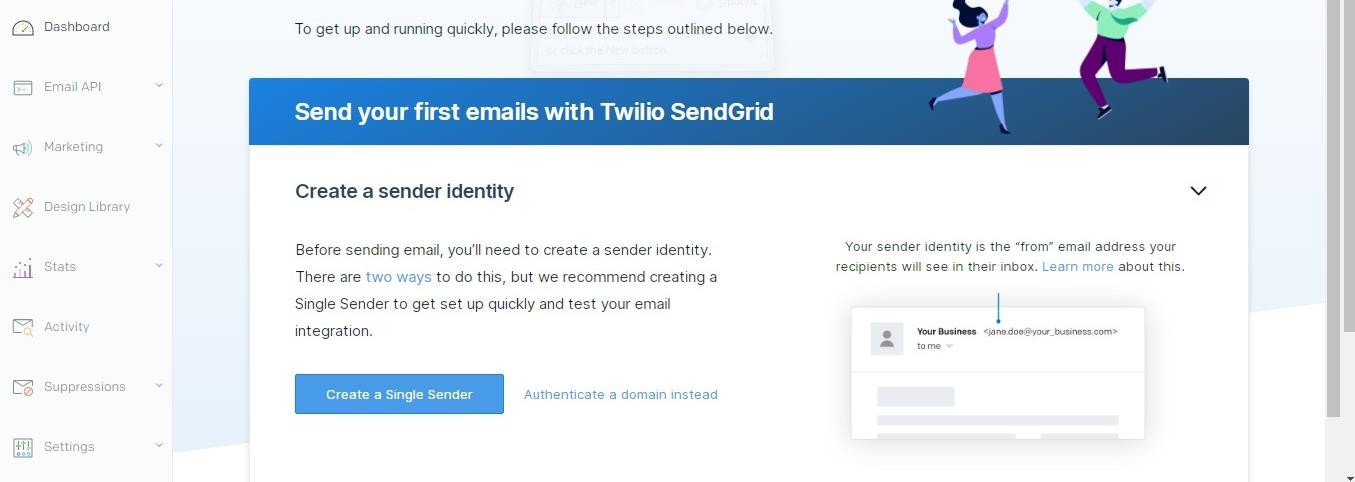 Dashboard
Email API
Marketing
Design Library
Stats
Activity
Suppressions
Settings
To get up and running quickly, please follow the steps outlined below.
or click the New button.
Send your first emails with Twilio SendGrid
Create a sender identity
Before sending email, you’ll need to create a sender identity.
There are two ways to do this, but we recommend creating a
Single Sender to get set up quickly and test your email
integration.
Create a Single Sender
Authenticate a domain instead
Your sender identity is the “from” email address your
recipients will see in their inbox. Learn more about this.
Your Business <jane.doe@your_business.com>
to me